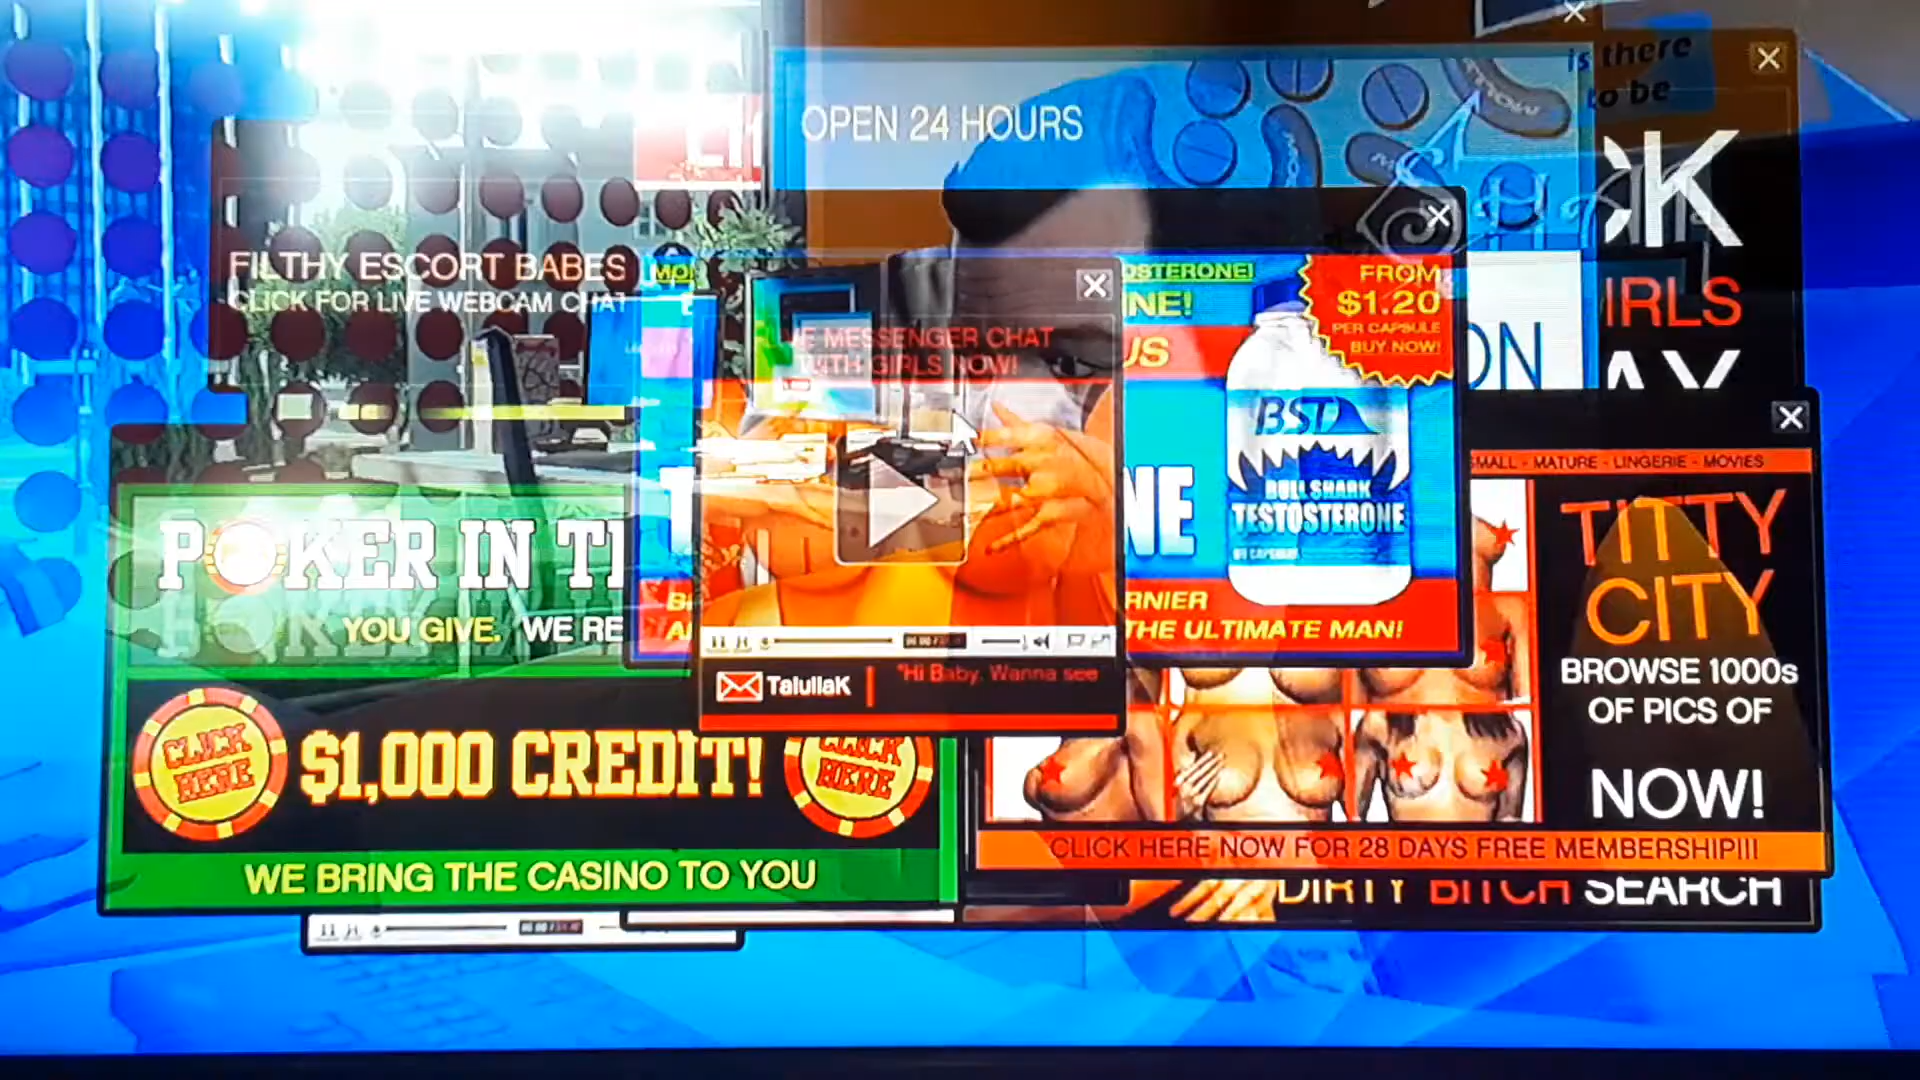 is there
to be
OPEN 24 HOURS
FILTHY ESCORT BABES
CLICK FOR LIVE WEBCAM CHAT
FROM
$1.20
PER CAPSULE
BUY NOW!
IRLS
MESSENGER CHAT
WITH GIRLS NOW!
NE!
US
BST
BULL SHARK
TESTOSTERONE
NE
THE ULTIMATE MAN!
SMALL - MATURE - LINGERIE - MOVIES
TITTY
CITY
BROWSE 1000s
OF PICS OF
NOW!
CLICK HERE NOW FOR 28 DAYS FREE MEMBERSHIP!!!
DIRTY BITCH SEARCH
POKER IN
YOU GIVE. WE RE
CLICK
HERE
$1,000 CREDIT!
CLICK
HERE
WE BRING THE CASINO TO YOU
TalullaK
"Hi Baby. Wanna see